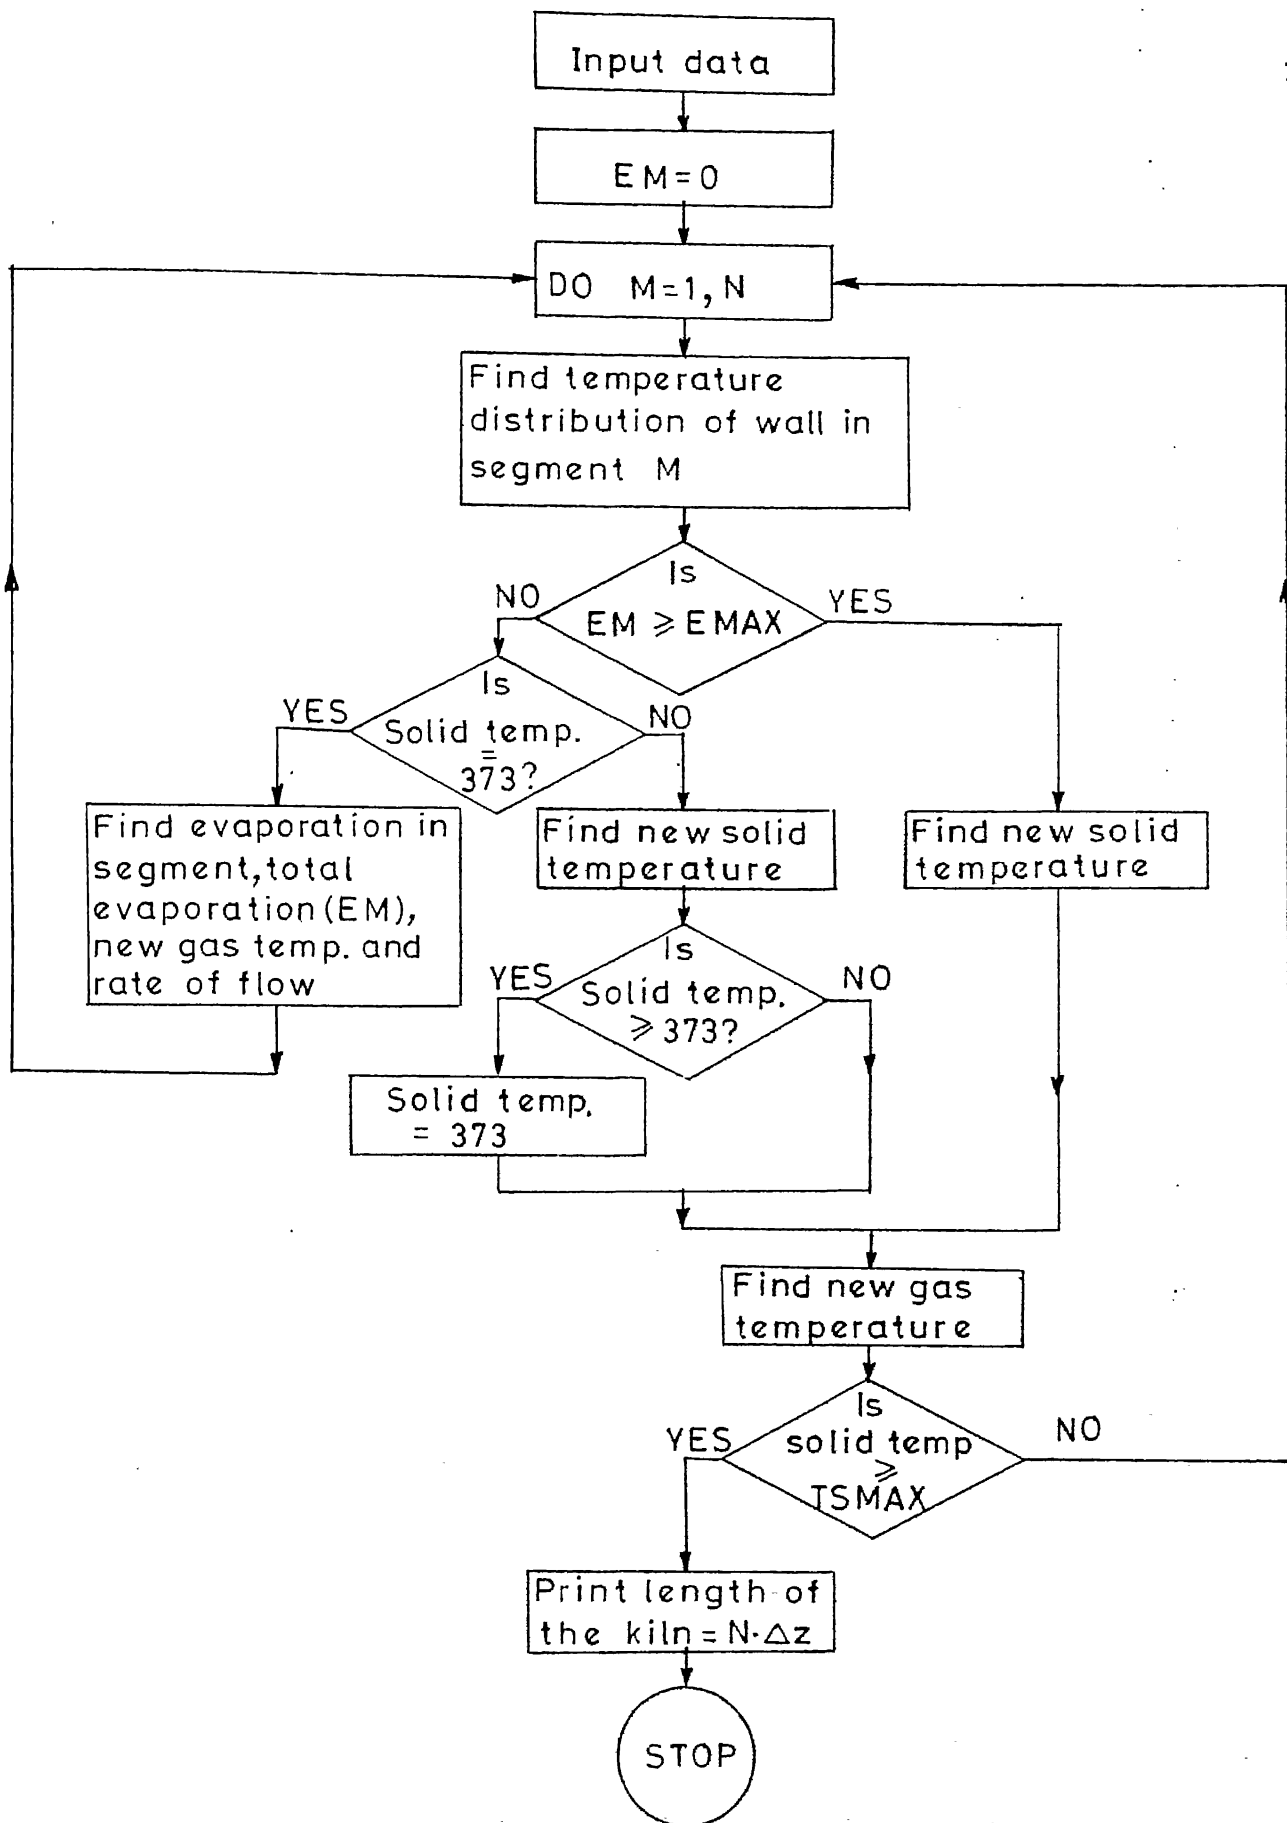 Input data
EM=0
DO M=1, N
Find temperature
distribution of wall in
segment M
Is
EM ⩾ EMAX
NO
YES
Is
Solid temp.
=
373?
YES
NO
Find evaporation in
segment, total
evaporation (EM),
new gas temp. and
rate of flow
Find new solid
temperature
Find new solid
temperature
Is
Solid temp.
⩾ 373?
YES
NO
Solid temp.
= 373
Find new gas
temperature
Is
solid temp
⩾
TSMAX
YES
NO
Print length of
the kiln = N·Δz
STOP